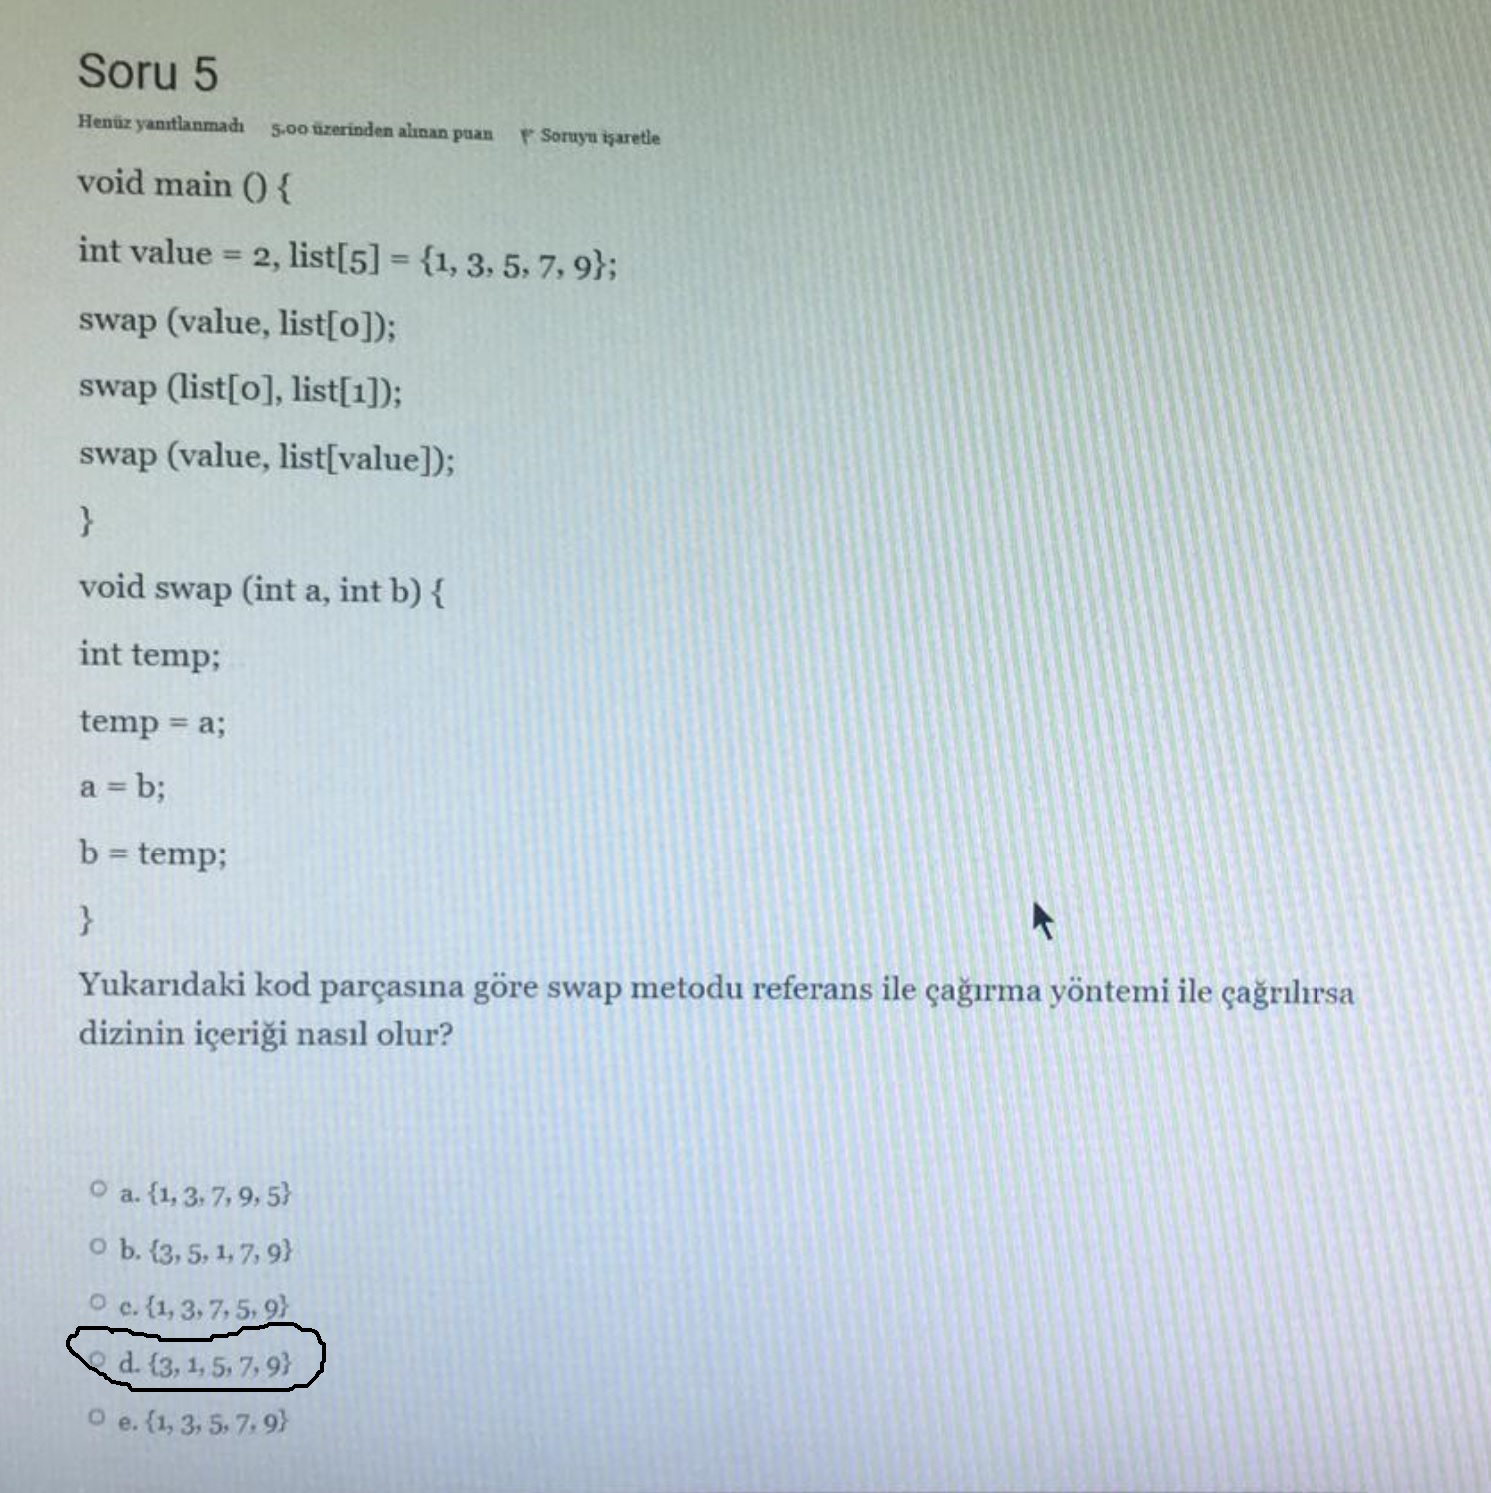 Soru 5
Henüz yanıtlanmadı 5,00 üzerinden alınan puan Soruyu işaretle
void main () {
int value = 2, list[5] = {1, 3, 5, 7, 9};
swap (value, list[0]);
swap (list[0], list[1]);
swap (value, list[value]);
}
void swap (int a, int b) {
int temp;
temp = a;
a = b;
b = temp;
}
Yukarıdaki kod parçasına göre swap metodu referans ile çağırma yöntemi ile çağrılırsa
dizinin içeriği nasıl olur?
a. {1, 3, 7, 9, 5}
b. {3, 5, 1, 7, 9}
c. {1, 3, 7, 5, 9}
d. {3, 1, 5, 7, 9}
e. {1, 3, 5, 7, 9}